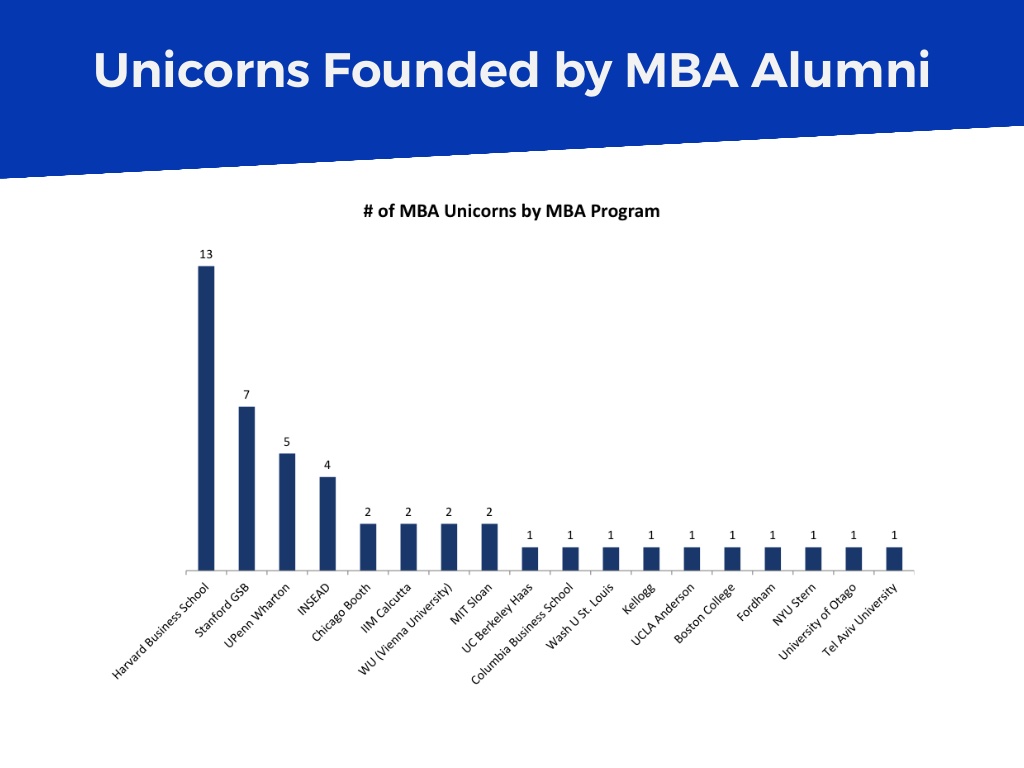 Unicorns Founded by MBA Alumni
# of MBA Unicorns by MBA Program
13
7
5
4
2
2
2
2
1
1
1
1
1
1
1
1
1
1
Harvard Business School
Stanford GSB
UPenn Wharton
INSEAD
Chicago Booth
IIM Calcutta
WU (Vienna University)
MIT Sloan
UC Berkeley Haas
Columbia Business School
Wash U St. Louis
Kellogg
UCLA Anderson
Boston College
Fordham
NYU Stern
University of Otago
Tel Aviv University